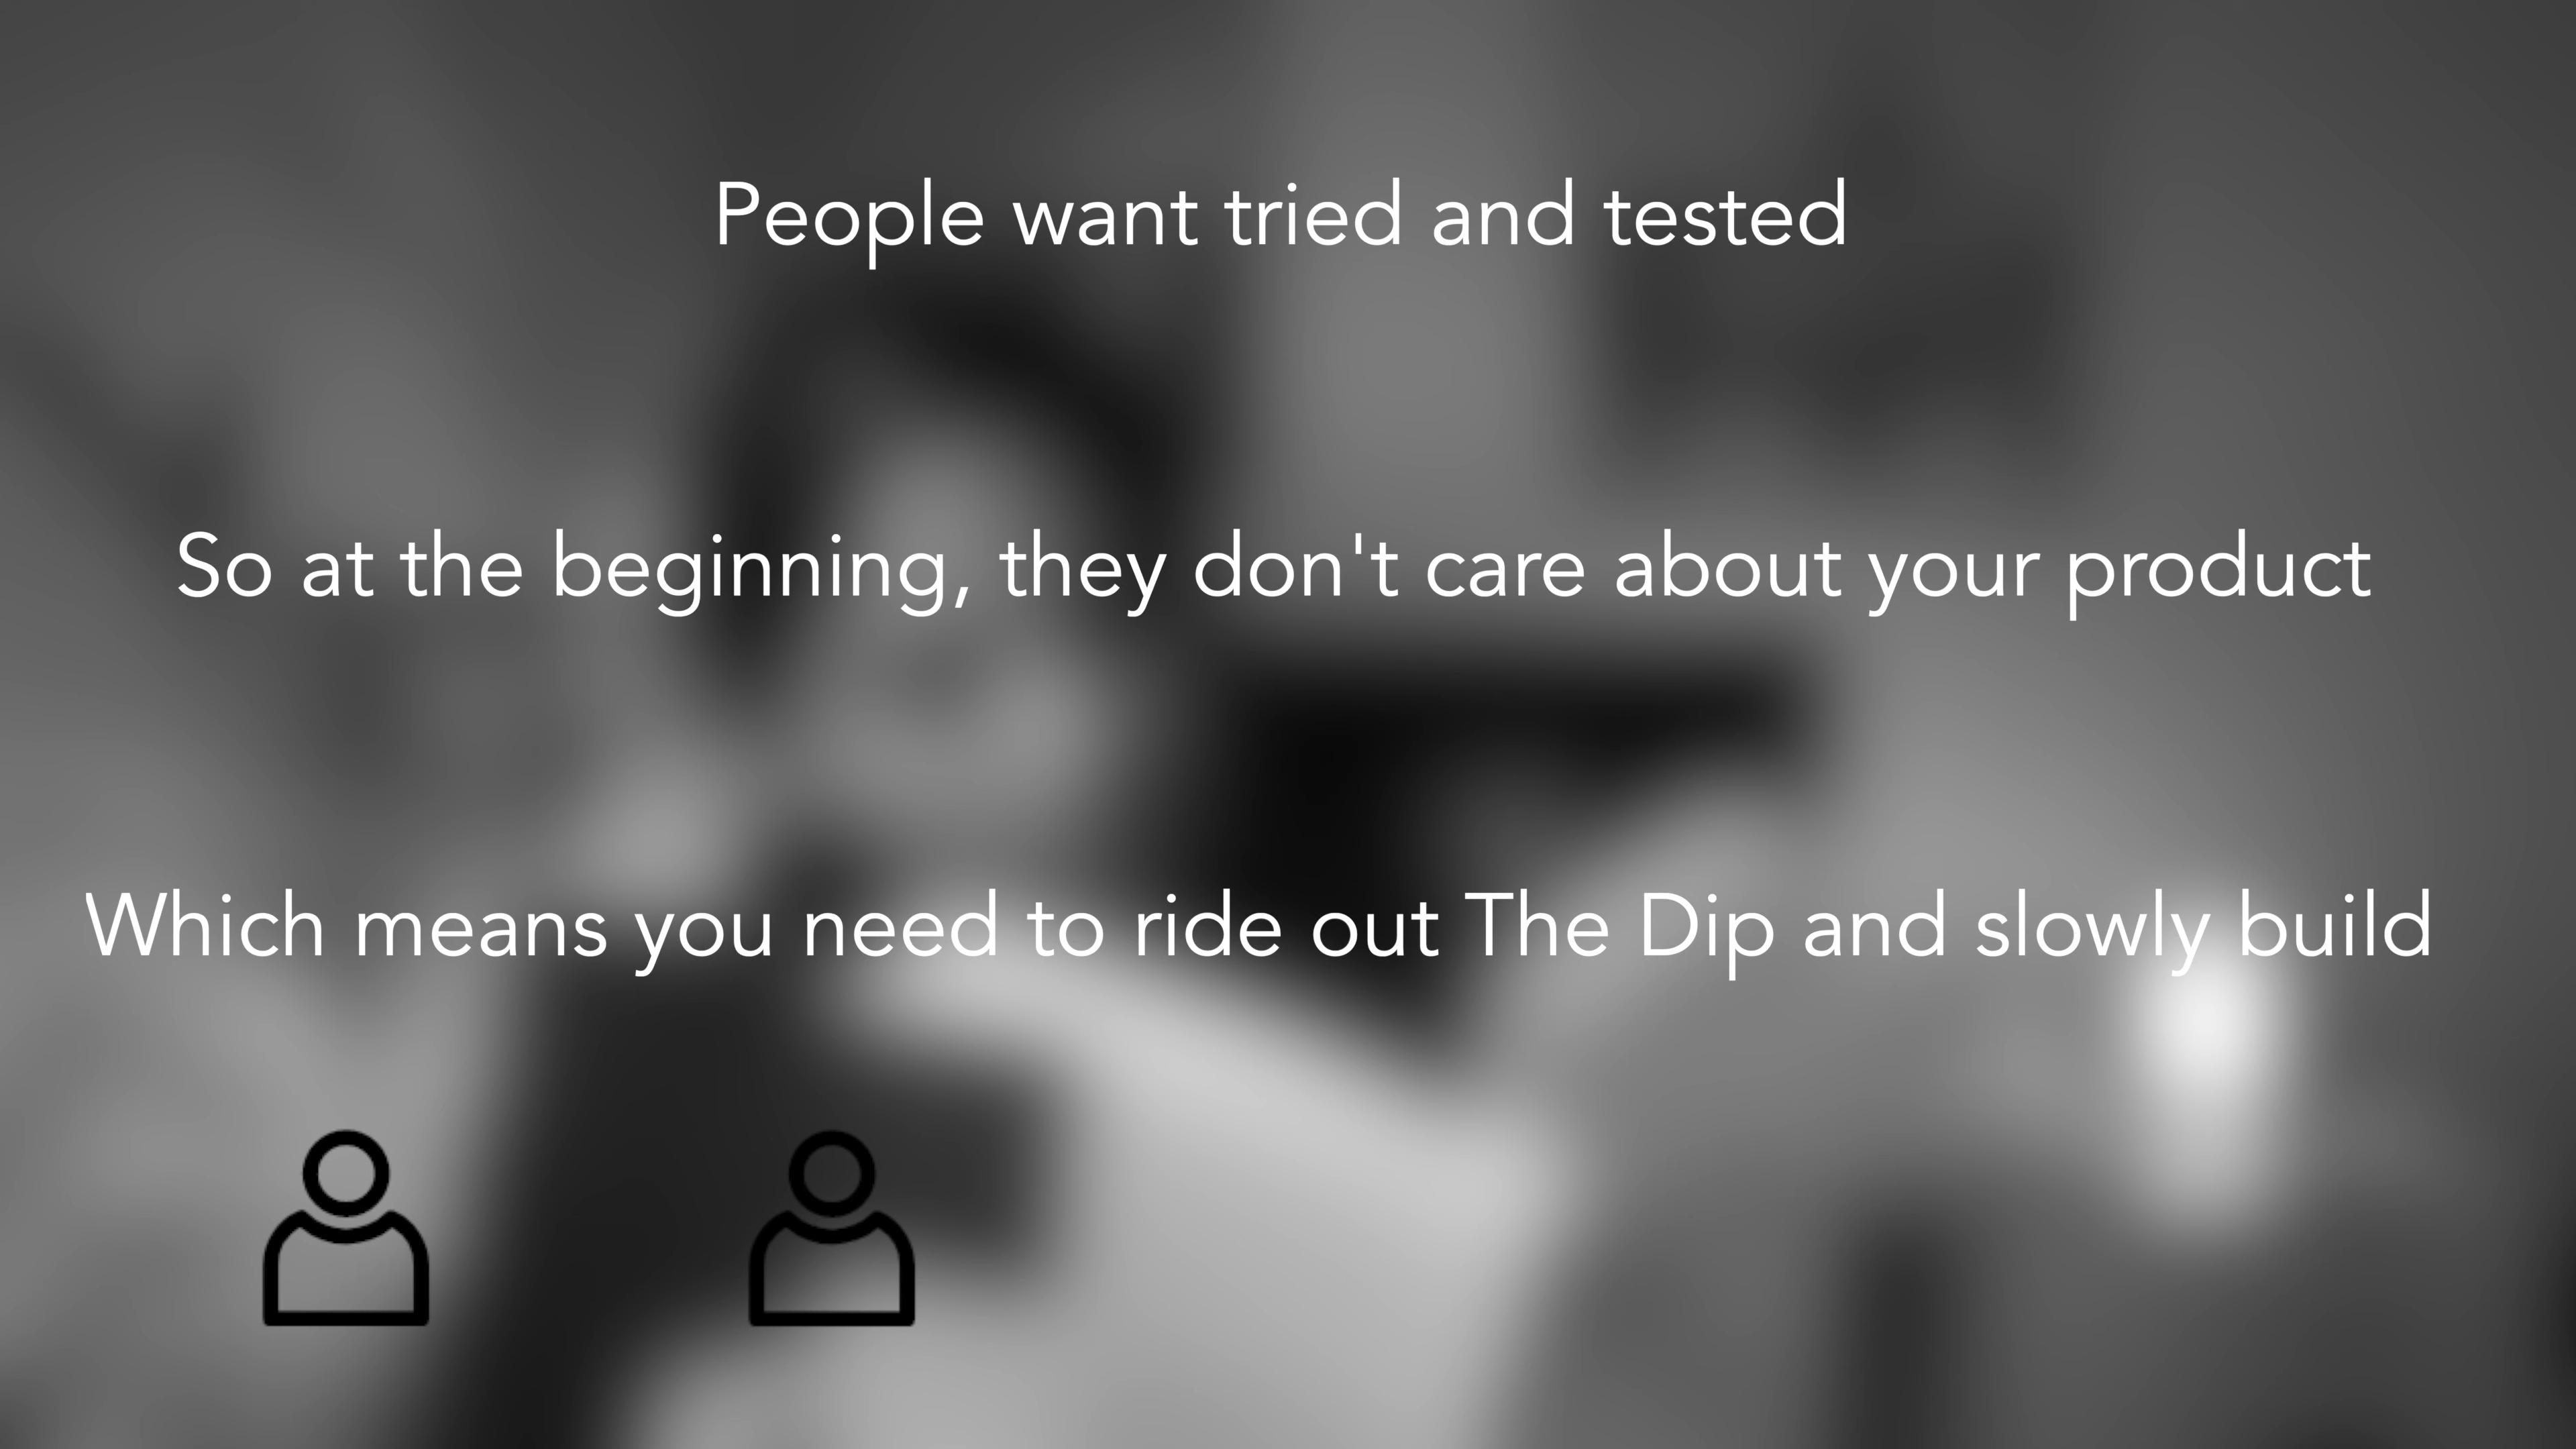 People want tried and tested
So at the beginning, they don't care about your product
Which means you need to ride out The Dip and slowly build